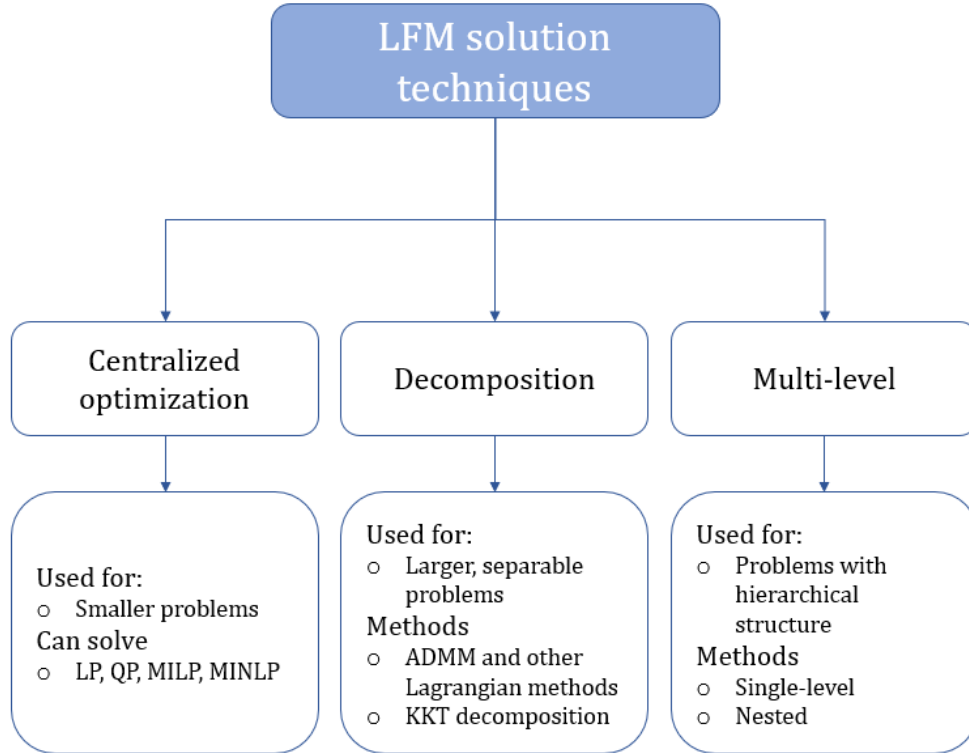 LFM solution
techniques
Centralized
optimization
Decomposition
Multi-level
Used for:
o Smaller problems
Can solve
o LP, QP, MILP, MINLP
Used for:
o Larger, separable
problems
Methods
o ADMM and other
Lagrangian methods
o KKT decomposition
Used for:
o Problems with
hierarchical
structure
Methods
o Single-level
o Nested